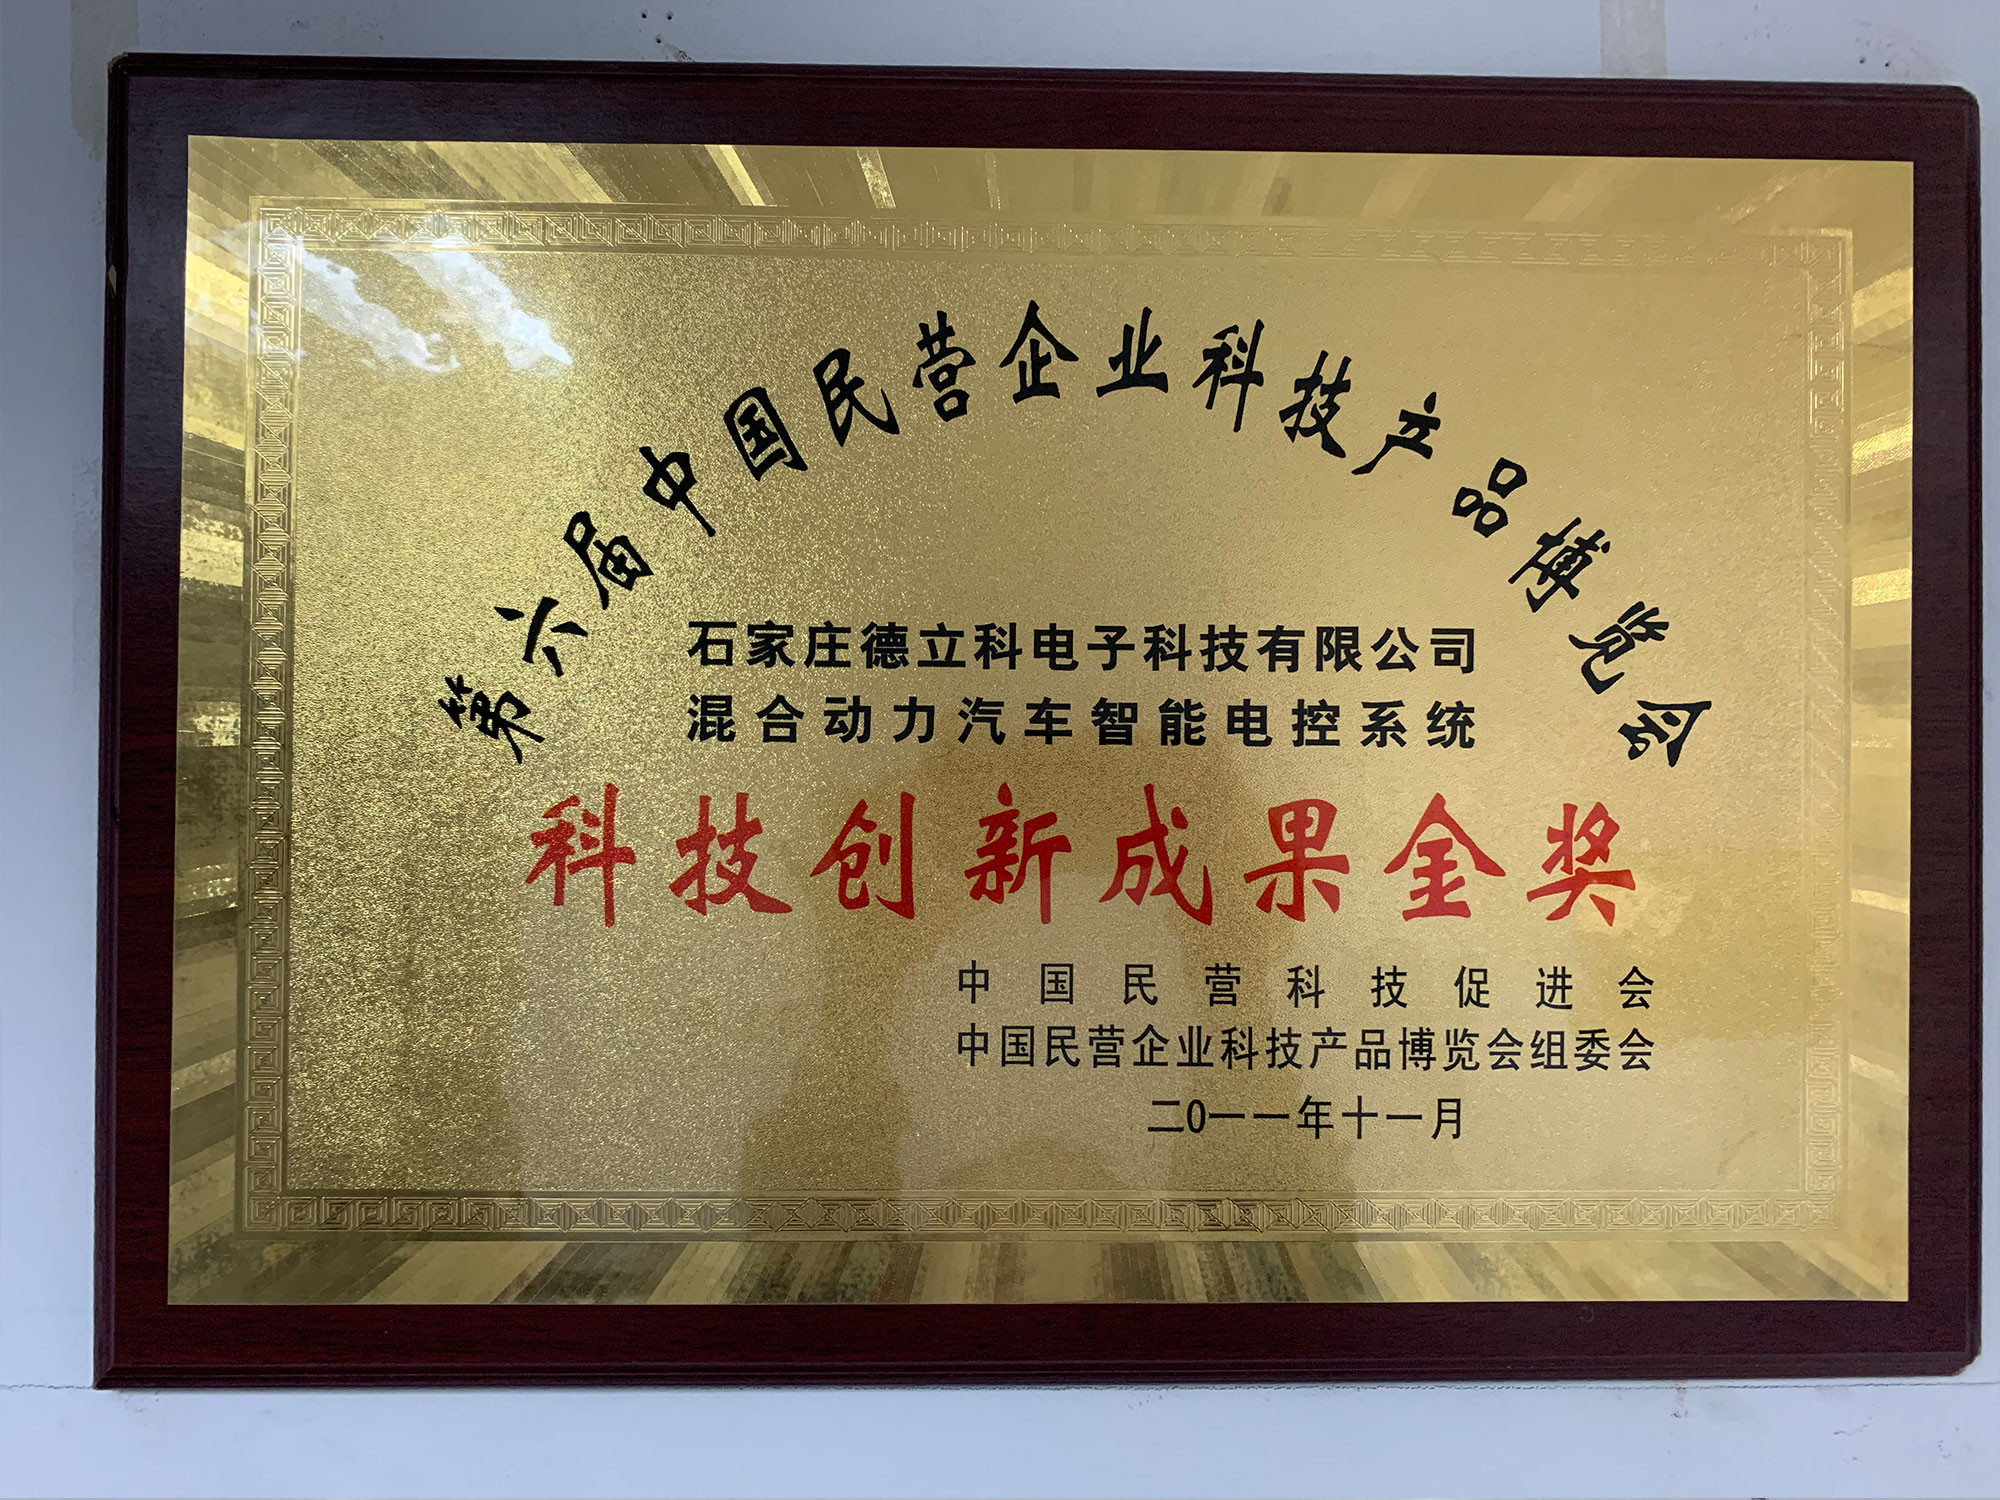 第六届中国民营企业科技产品博览会
石家庄德立科电子科技有限公司
混合动力汽车智能电控系统
科技创新成果金奖
中国民营科技促进会
中国民营企业科技产品博览会组委会
二0一一年十一月